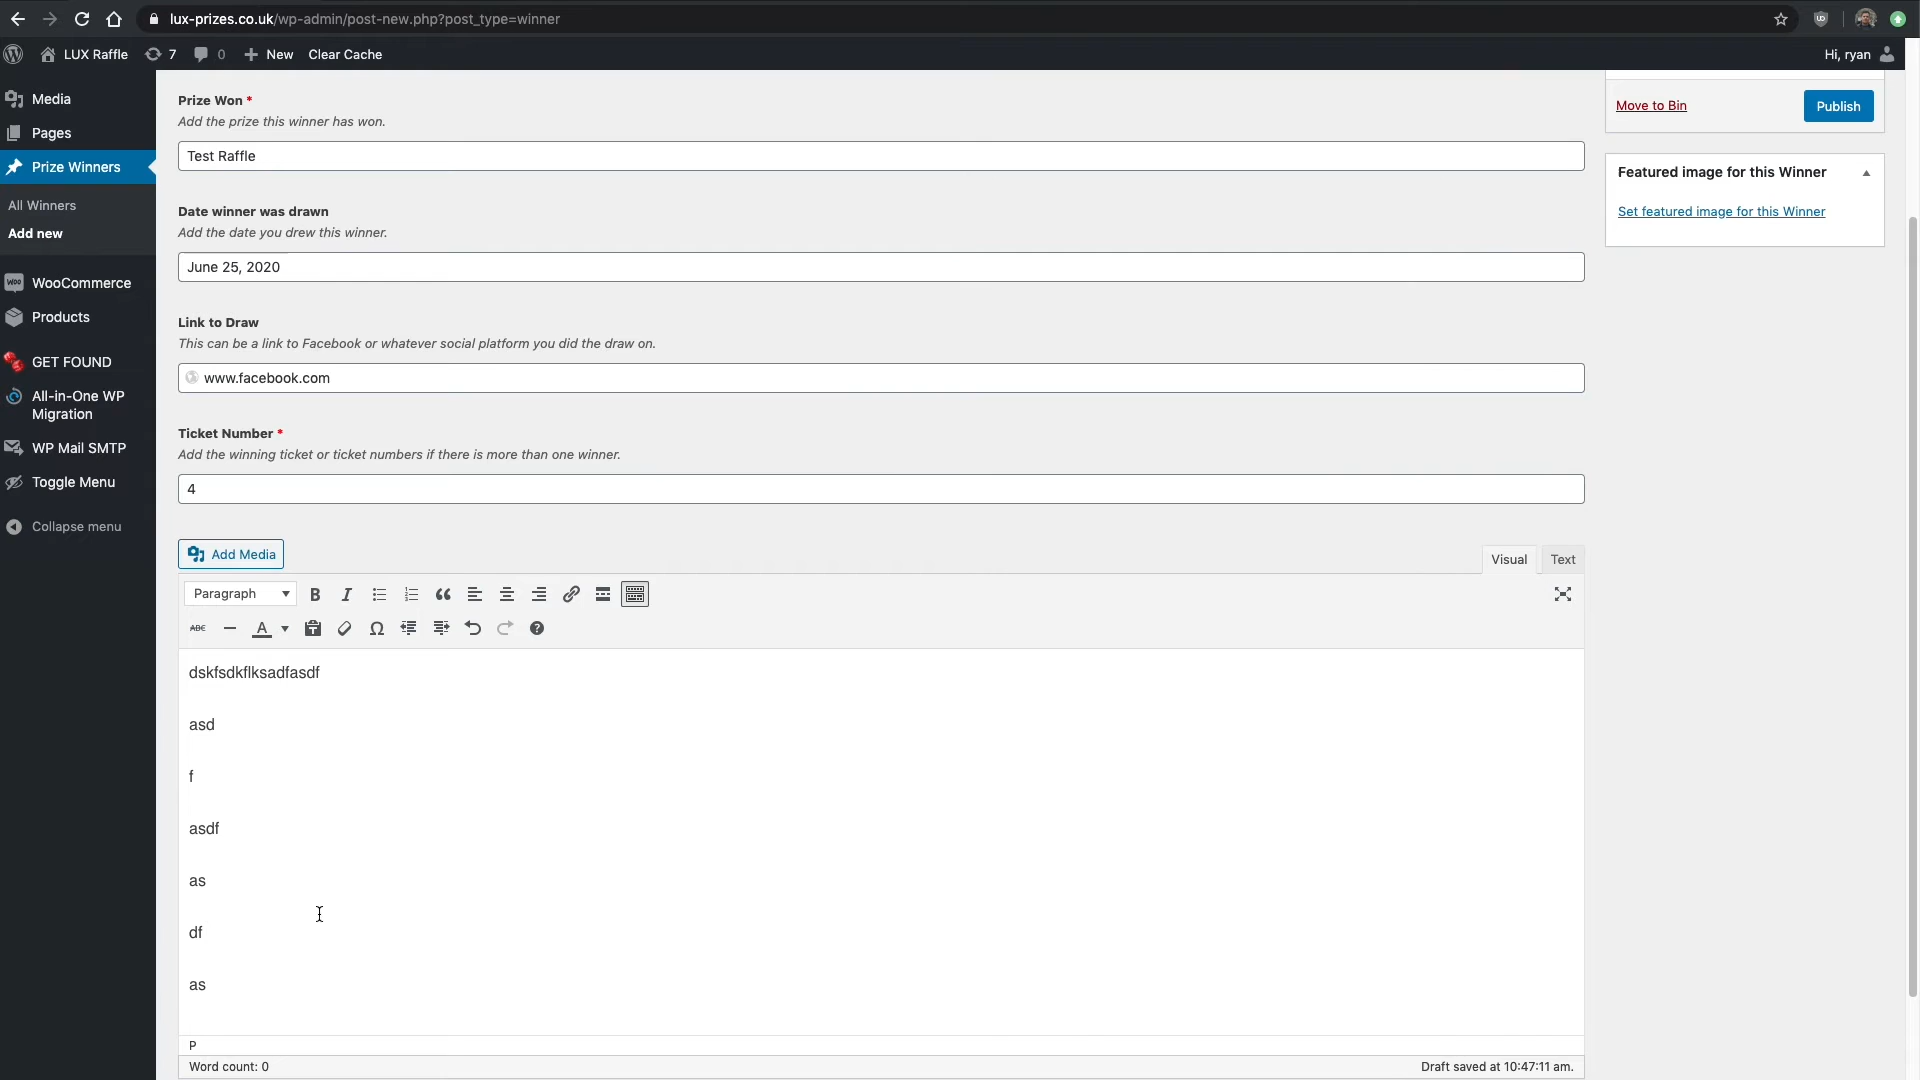 lux-prizes.co.uk/wp-admin/post-new.php?post_type=winner
LUX Raffle 7 0 New Clear Cache Hi, ryan
Media
Pages
Prize Winners
All Winners
Add new
WooCommerce
Products
GET FOUND
All-in-One WP
Migration
WP Mail SMTP
Toggle Menu
Collapse menu
Prize Won *
Add the prize this winner has won.
Test Raffle
Date winner was drawn
Add the date you drew this winner.
June 25, 2020
Link to Draw
This can be a link to Facebook or whatever social platform you did the draw on.
www.facebook.com
Ticket Number *
Add the winning ticket or ticket numbers if there is more than one winner.
4
Add Media
Visual Text
Paragraph
ABC
dskfsdkflksadfasdf
asd
f
asdf
as
df
as
P
Word count: 0 Draft saved at 10:47:11 am.
Move to Bin Publish
Featured image for this Winner
Set featured image for this Winner